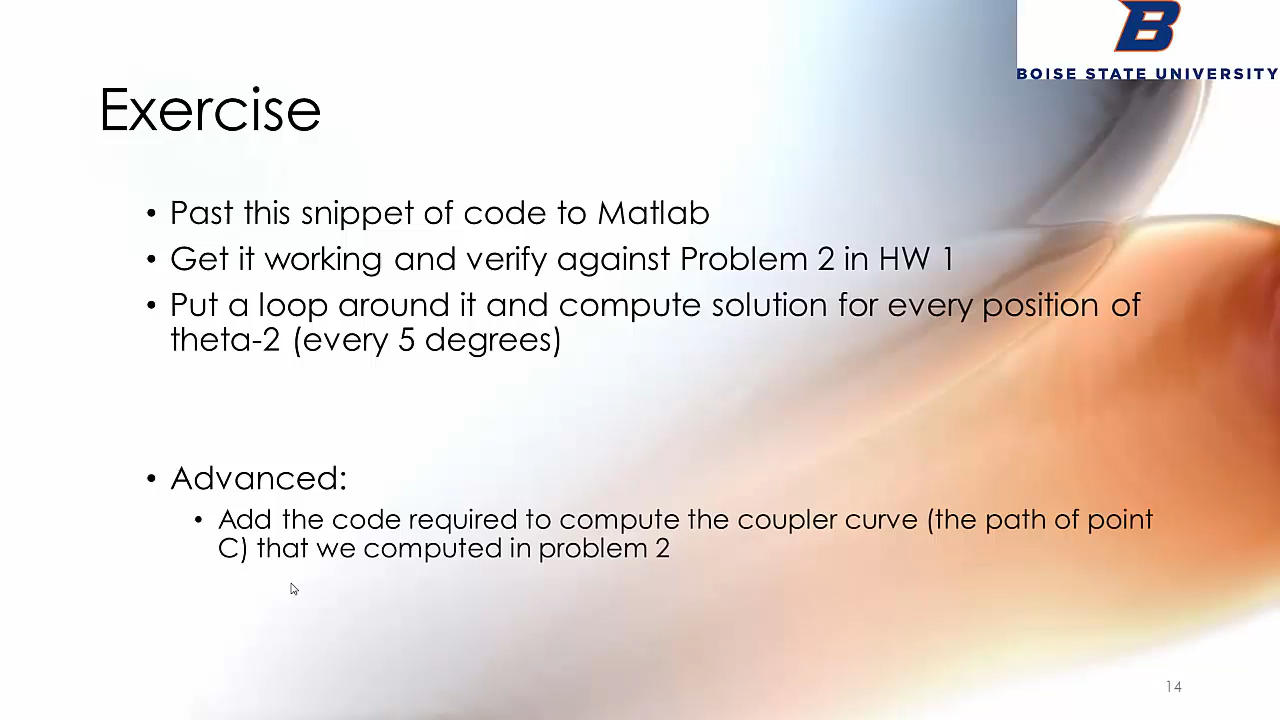 B
BOISE STATE UNIVERSITY
Exercise
• Past this snippet of code to Matlab
• Get it working and verify against Problem 2 in HW 1
• Put a loop around it and compute solution for every position of
theta-2 (every 5 degrees)
• Advanced:
• Add the code required to compute the coupler curve (the path of point
C) that we computed in problem 2
14